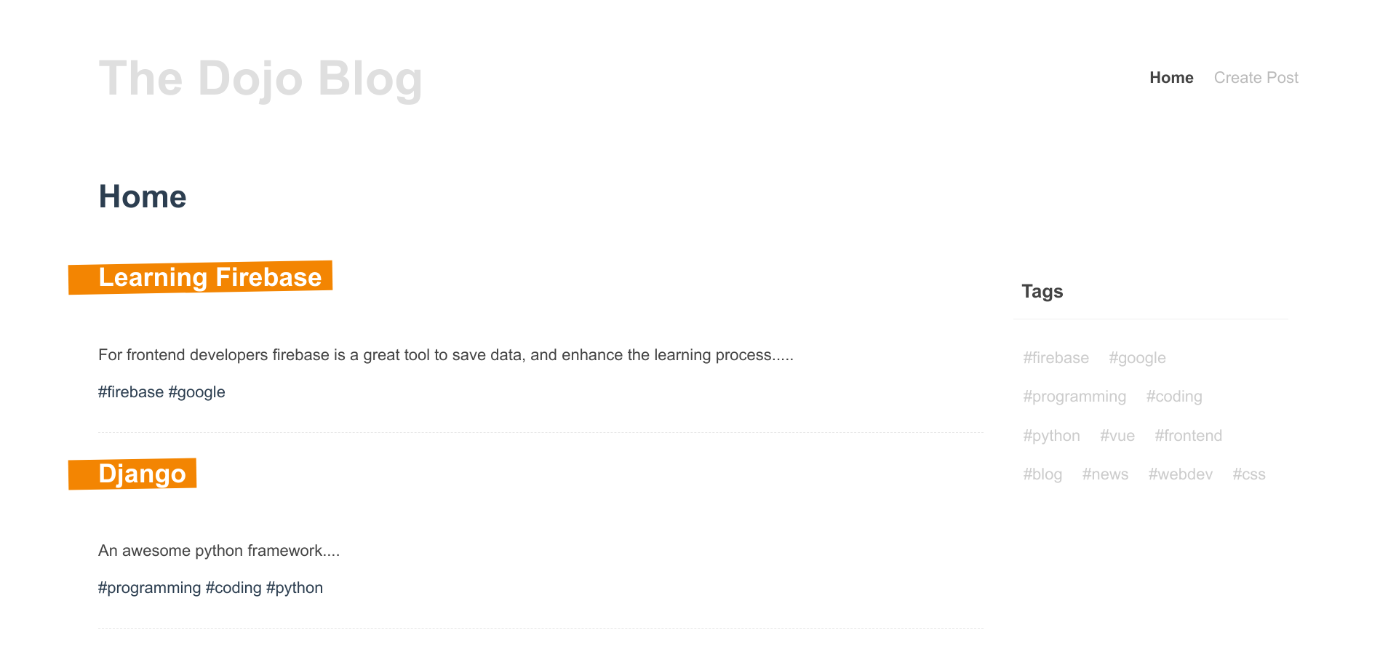 The Dojo Blog
Home Create Post
Home
Learning Firebase
For frontend developers firebase is a great tool to save data, and enhance the learning process.....
#firebase #google
Django
An awesome python framework....
#programming #coding #python
Tags
#firebase #google
#programming #coding
#python #vue #frontend
#blog #news #webdev #css